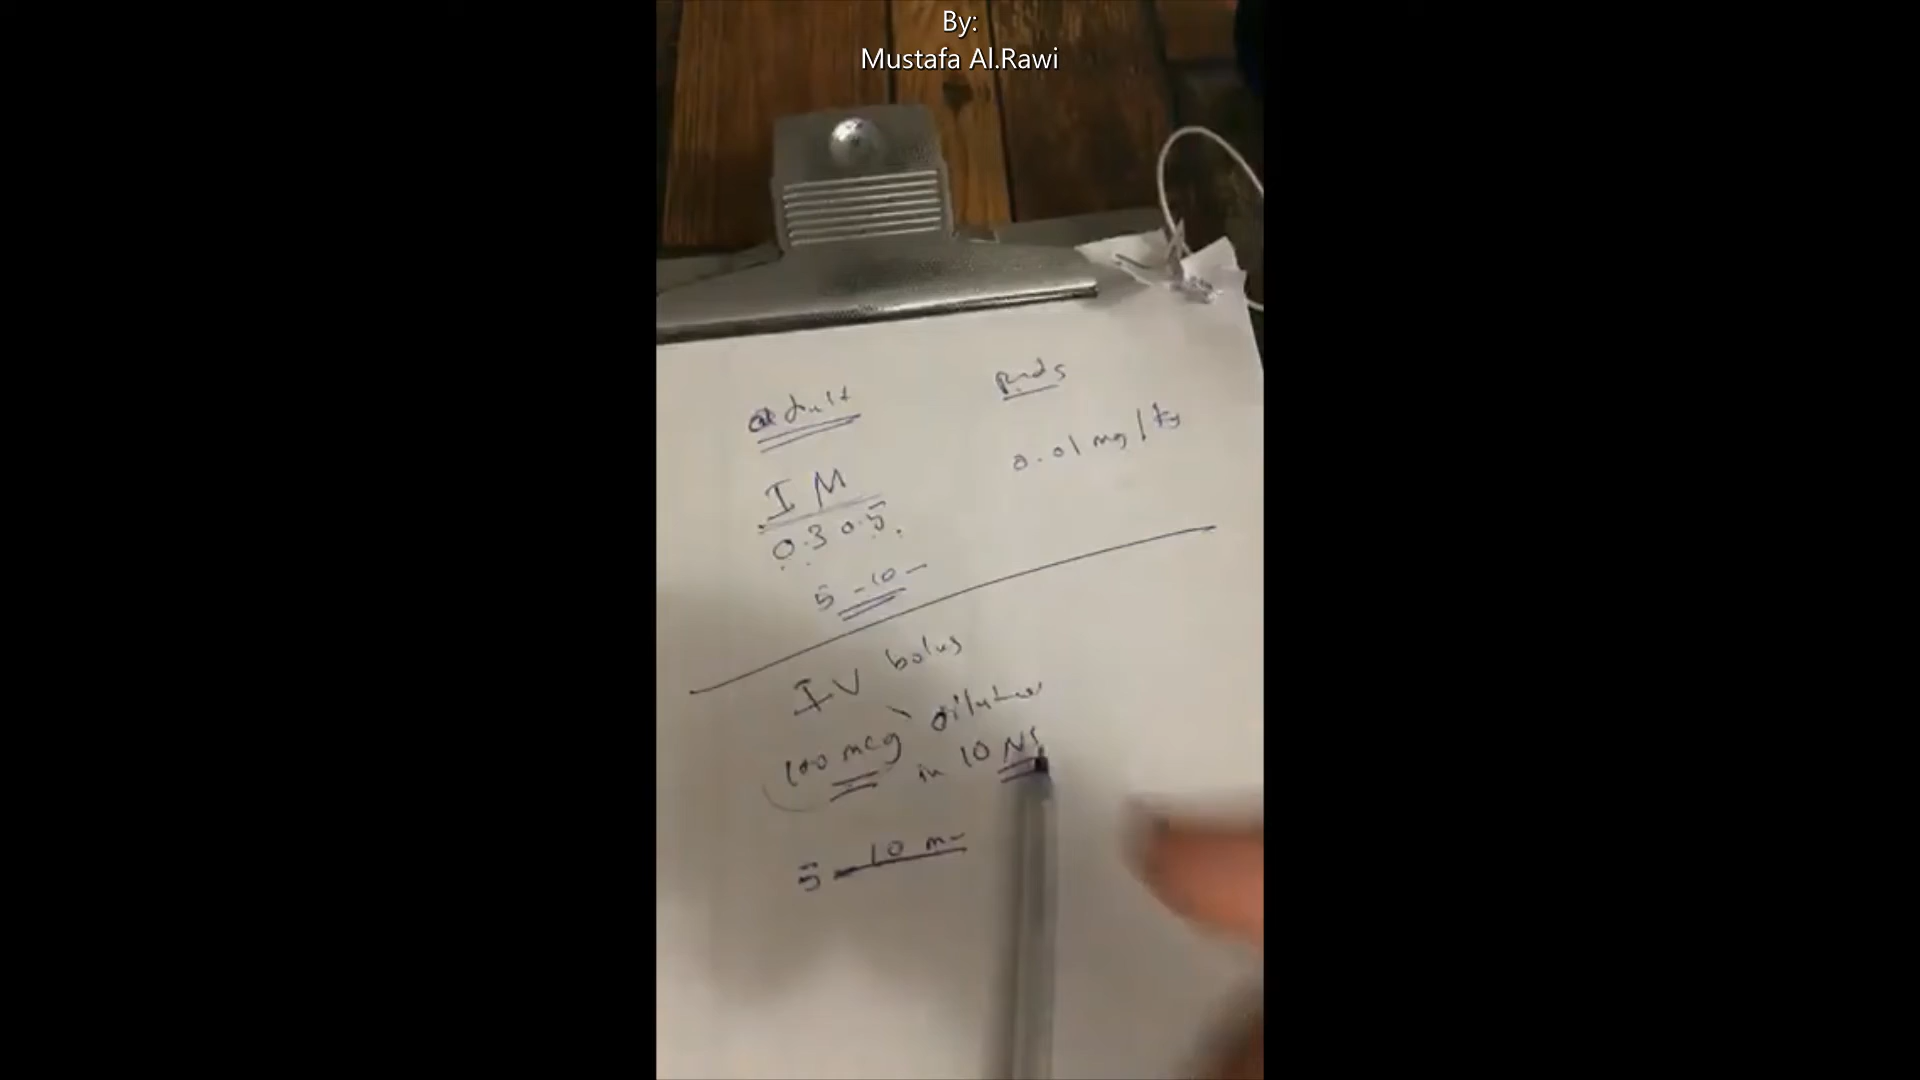 By:
Mustafa Al.Rawi
adult
peds
0.01 mg/kg
IM
0.3 0.5
5-10-
IV bolus
100 mcg diluted
in 10 NS
5-10 m